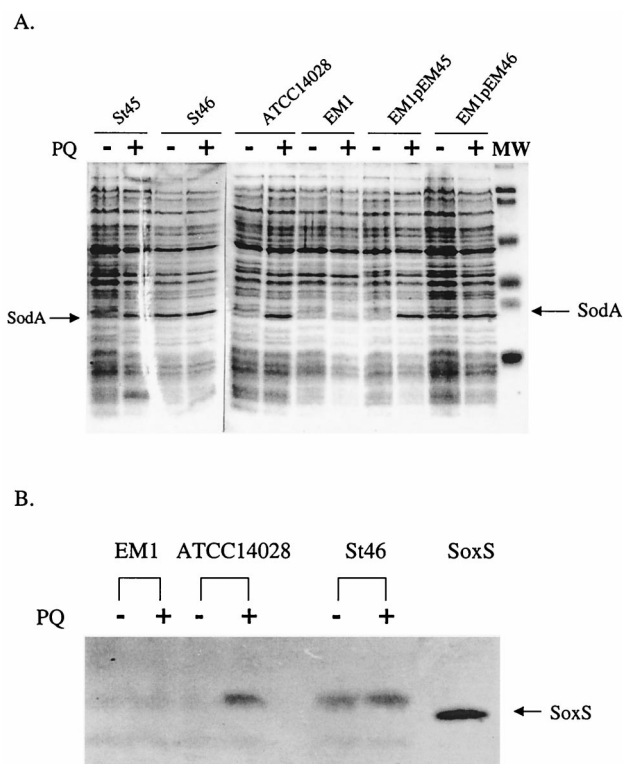 A.
St45 St46 ATCC14028 EM1 EM1pEM45 EM1pEM46
PQ - + - + - + - + - + - + MW
SodA SodA
B.
EM1 ATCC14028 St46 SoxS
PQ - + - + - +
SoxS